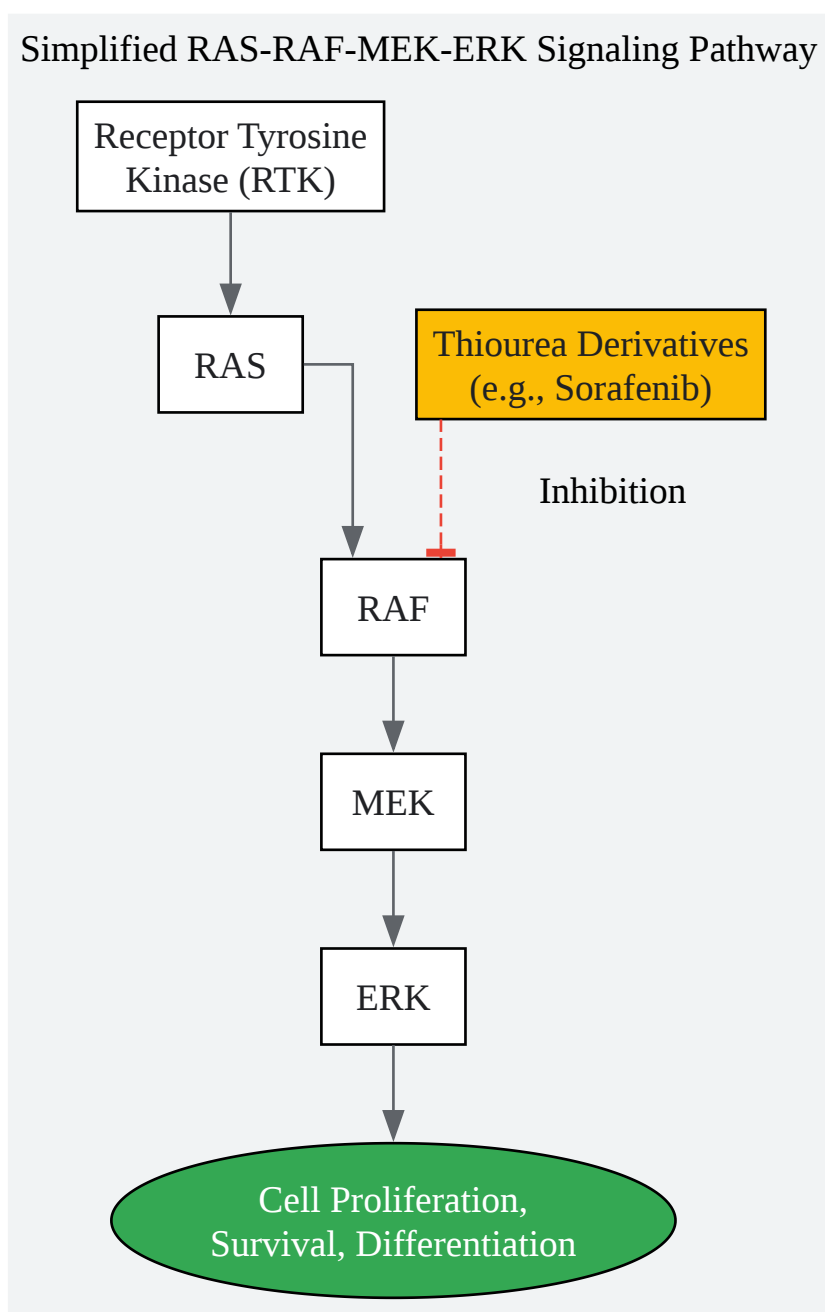 Simplified RAS-RAF-MEK-ERK Signaling Pathway
Receptor Tyrosine
Kinase (RTK)
RAS
Thiourea Derivatives
(e.g., Sorafenib)
Inhibition
RAF
MEK
ERK
Cell Proliferation,
Survival, Differentiation